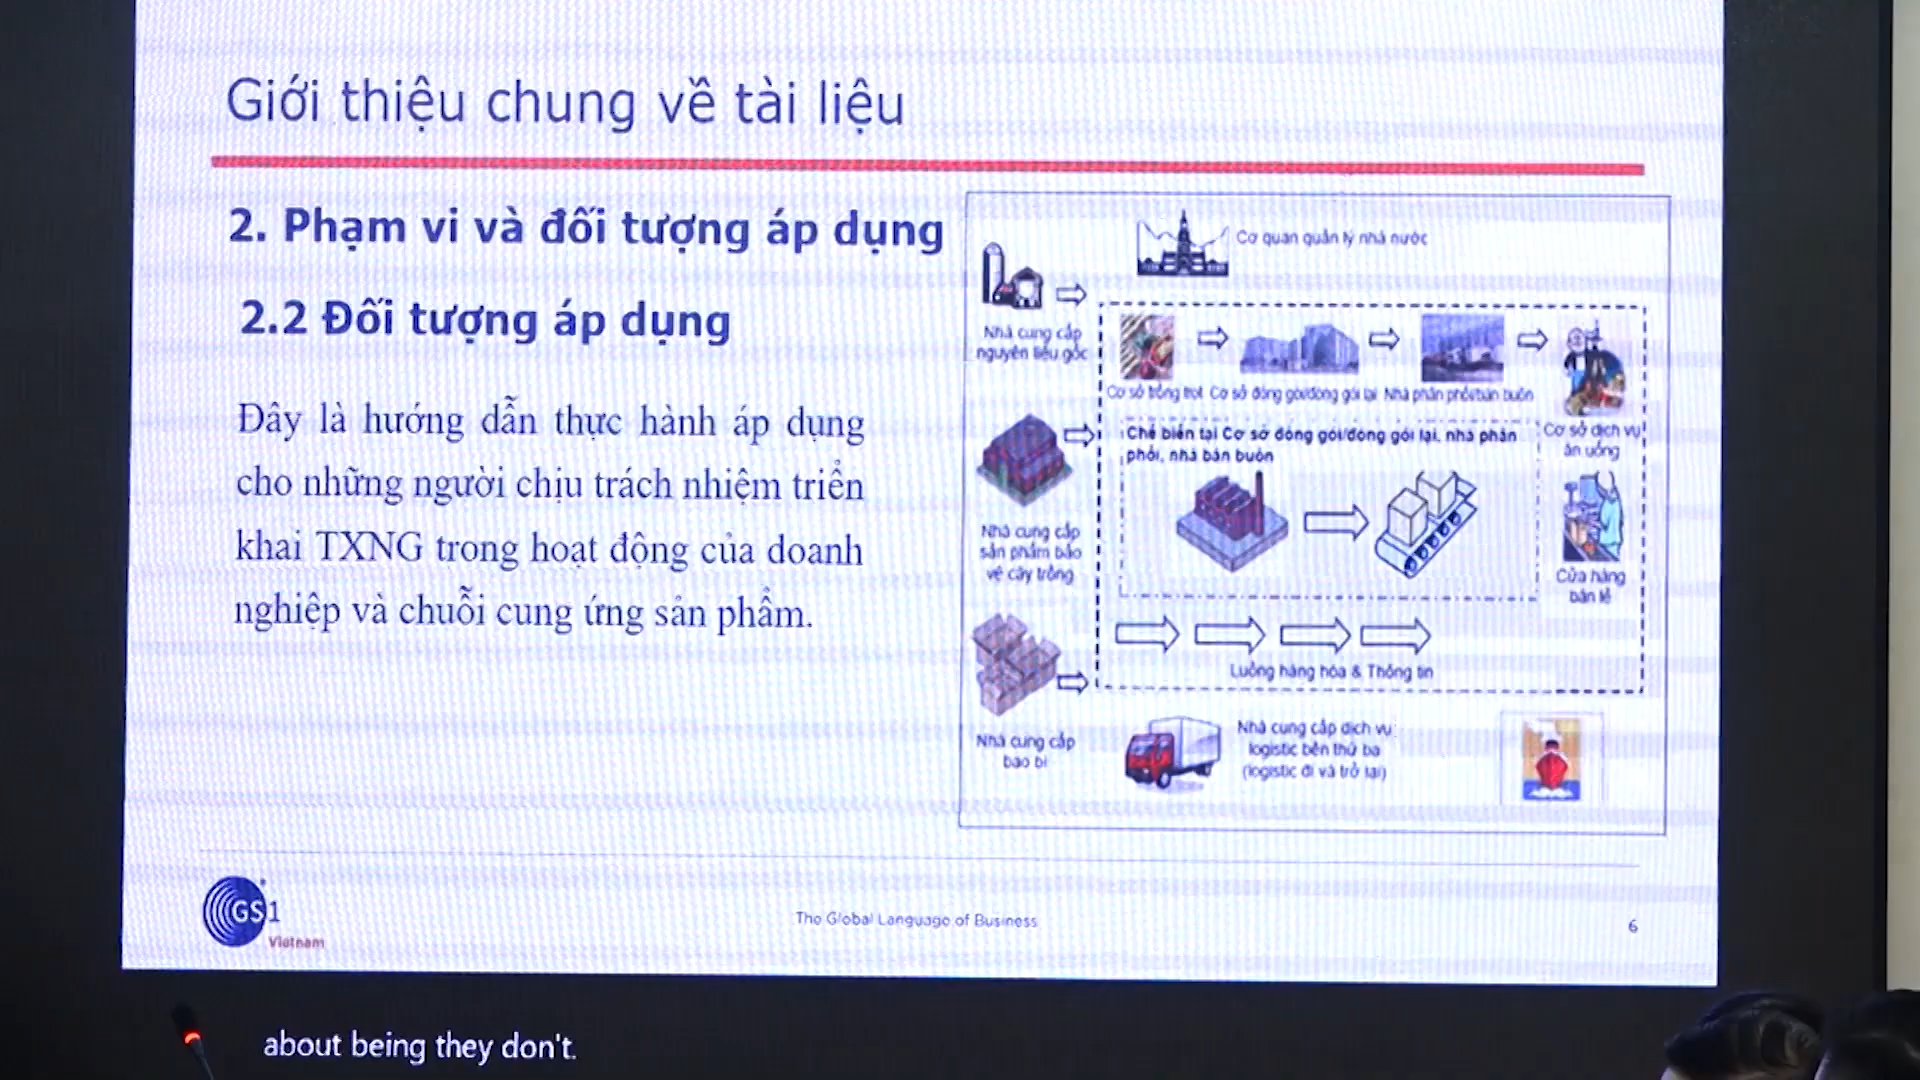 Giới thiệu chung về tài liệu
2. Phạm vi và đối tượng áp dụng
2.2 Đối tượng áp dụng
Đây là hướng dẫn thực hành áp dụng
cho những người chịu trách nhiệm triển
khai TXNG trong hoạt động của doanh
nghiệp và chuỗi cung ứng sản phẩm.
Cơ quan quản lý nhà nước
Nhà cung cấp
nguyên liệu gốc
Cơ sở trồng trọt
Cơ sở đóng gói/đóng gói lại
Nhà phân phối/bán buôn
Cơ sở dịch vụ
ăn uống
Chế biến tại Cơ sở đóng gói/đóng gói lại, nhà phân
phối, nhà bán buôn
Nhà cung cấp
sản phẩm bảo
vệ cây trồng
Cửa hàng
bán lẻ
Luồng hàng hóa & Thông tin
Nhà cung cấp
bao bì
Nhà cung cấp dịch vụ
logistic bên thứ ba
(logistic đi và trở lại)
GS1
Vietnam
The Global Language of Business
6
about being they don't.